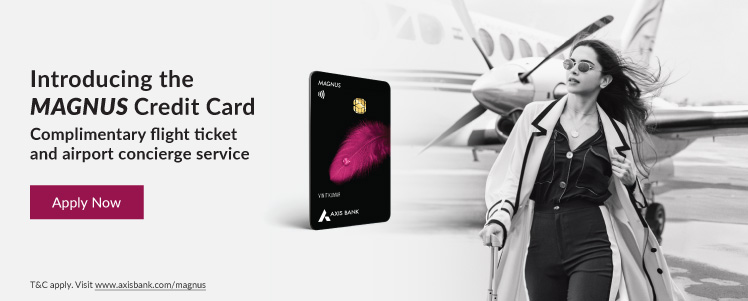 Introducing the
MAGNUS Credit Card
Complimentary flight ticket
and airport concierge service
Apply Now
T&C apply. Visit www.axisbank.com/magnus
MAGNUS
AXIS BANK